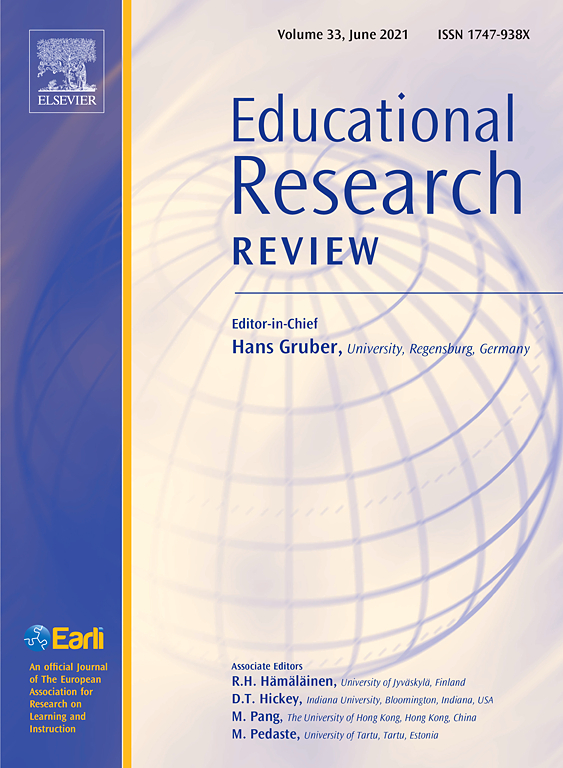 Volume 33, June 2021 ISSN 1747-938X
ELSEVIER
Educational
Research
REVIEW
Editor-in-Chief
Hans Gruber, University, Regensburg, Germany
Earli
An official Journal
of The European
Association for
Research on
Learning and
Instruction
Associate Editors
R.H. Hämäläinen, University of Jyväskylä, Finland
D.T. Hickey, Indiana University, Bloomington, Indiana, USA
M. Pang, The University of Hong Kong, Hong Kong, China
M. Pedaste, University of Tartu, Tartu, Estonia